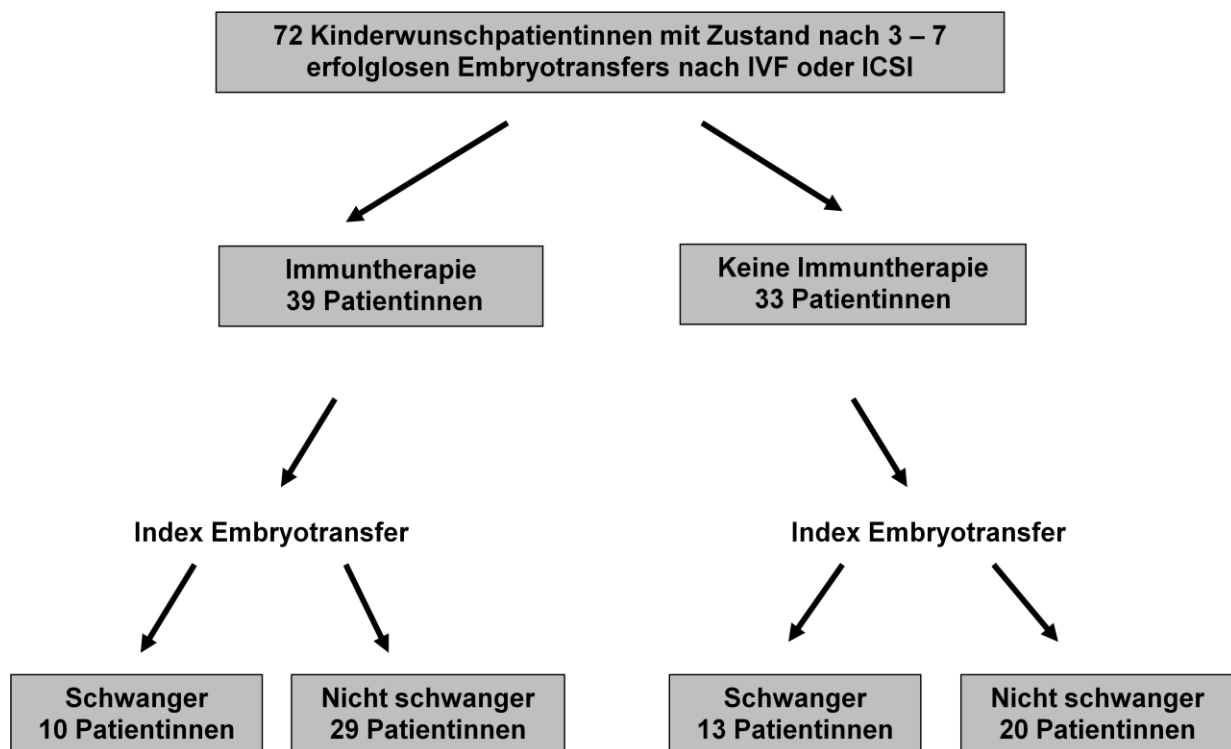 72 Kinderwunschpatientinnen mit Zustand nach 3 – 7
erfolglosen Embryotransfers nach IVF oder ICSI
Immuntherapie
39 Patientinnen
Keine Immuntherapie
33 Patientinnen
Index Embryotransfer
Index Embryotransfer
Schwanger
10 Patientinnen
Nicht schwanger
29 Patientinnen
Schwanger
13 Patientinnen
Nicht schwanger
20 Patientinnen